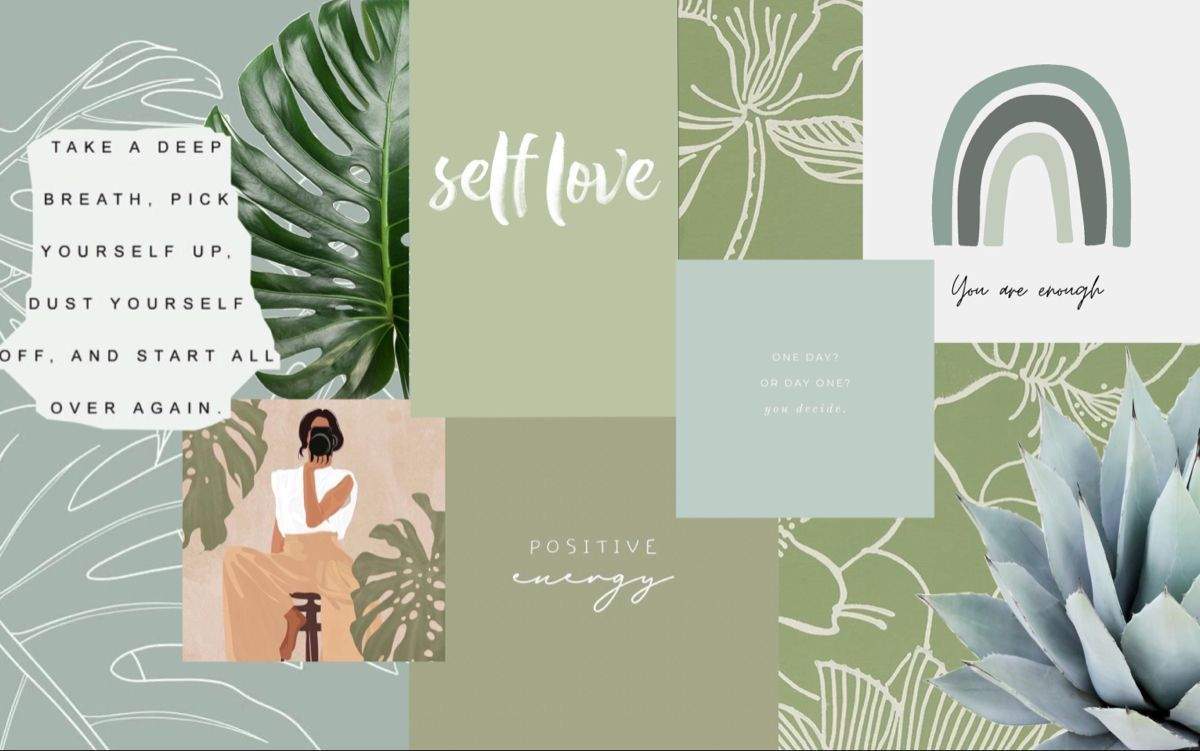 TAKE A DEEP
BREATH, PICK
YOURSELF UP,
DUST YOURSELF
OFF, AND START ALL
OVER AGAIN.
self love
You are enough
ONE DAY?
OR DAY ONE?
you decide.
POSITIVE
energy